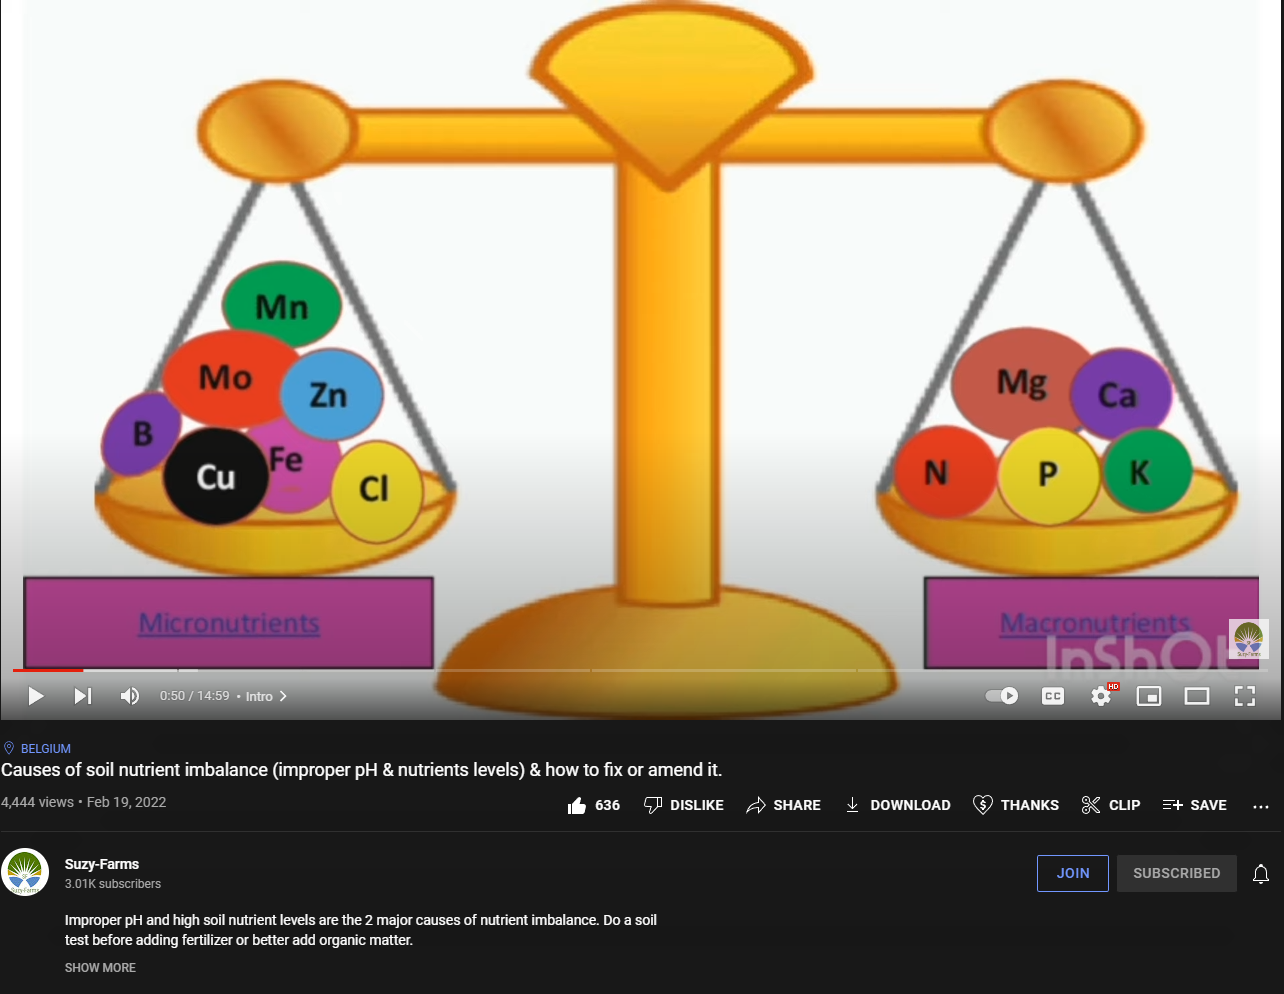 Mn
Mo
Zn
B
Cu
Fe
Cl
Mg
Ca
N
P
K
Micronutrients
Macronutrients
InShO
0:50 / 14:59 • Intro
CC
HD
BELGIUM
Causes of soil nutrient imbalance (improper pH & nutrients levels) & how to fix or amend it.
4,444 views • Feb 19, 2022
636 DISLIKE SHARE DOWNLOAD THANKS CLIP SAVE ...
Suzy-Farms
3.01K subscribers
JOIN SUBSCRIBED
Improper pH and high soil nutrient levels are the 2 major causes of nutrient imbalance. Do a soil
test before adding fertilizer or better add organic matter.
SHOW MORE